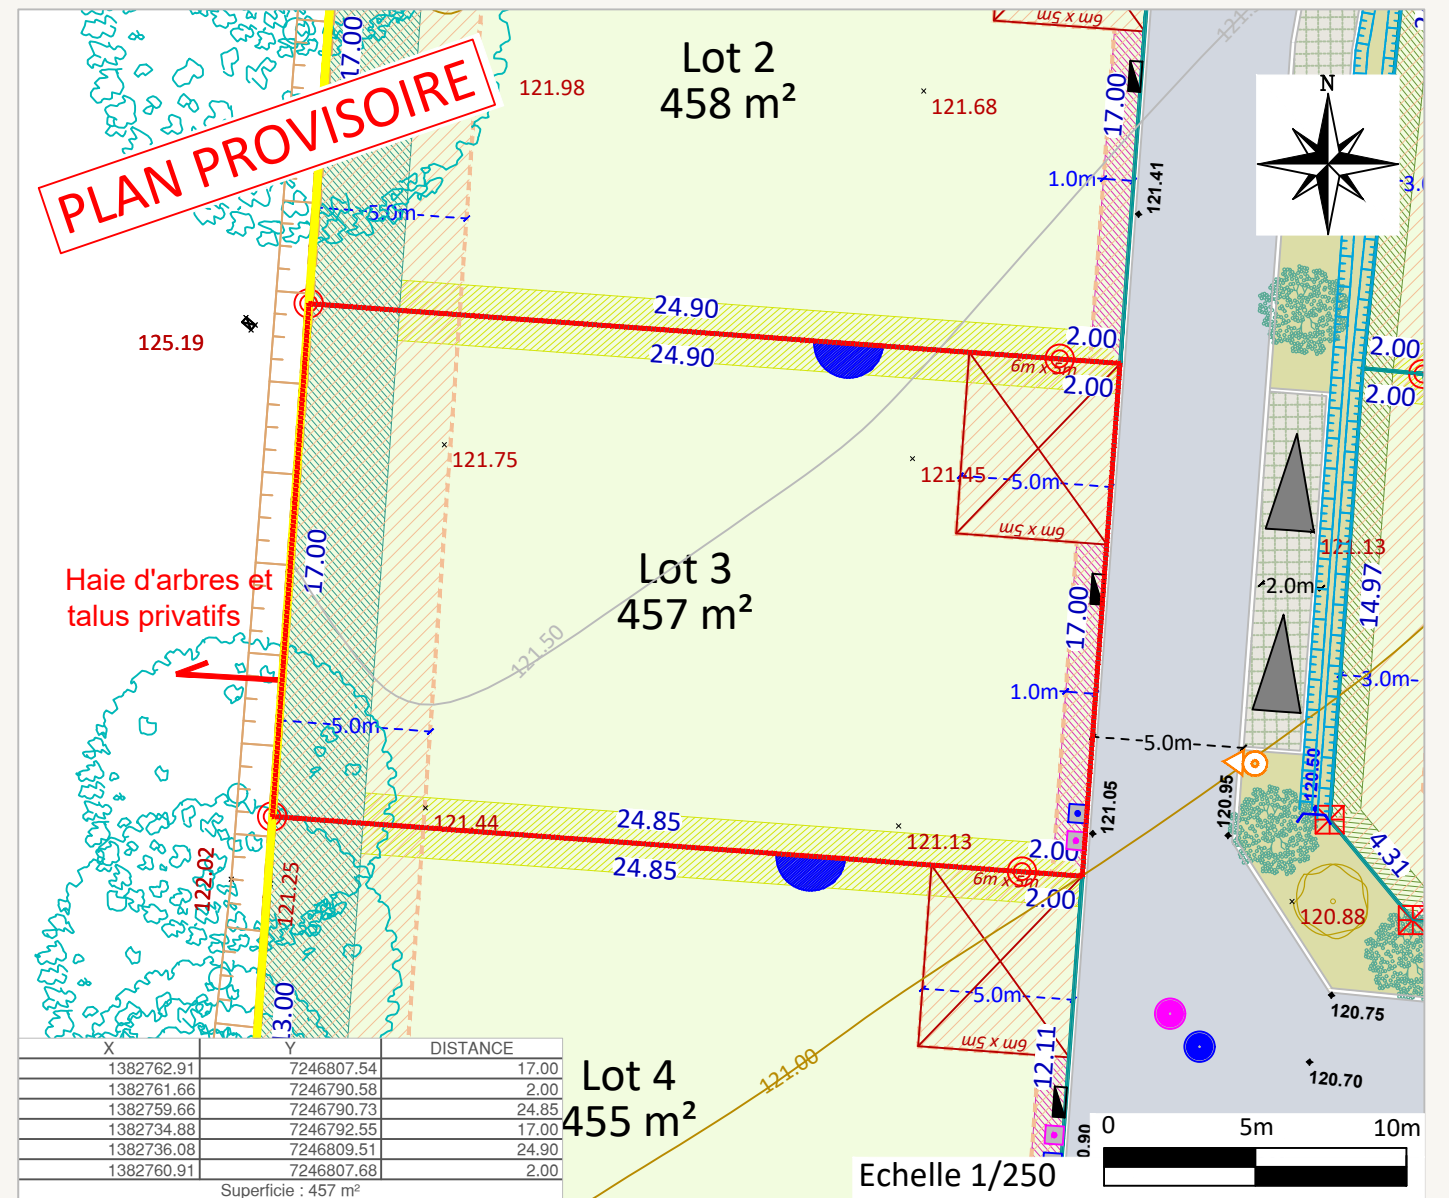 17.00
PLAN PROVISOIRE
Lot 2
458 m²
121.98
121.68
6m x 5m
17.00
1.0m
121.41
N
5.0m
125.19
24.90
24.90
2.00
2.00
6m x 5m
2.00
2.00
121.75
121.45
5.0m
6m x 5m
17.00
Haie d'arbres et
talus privatifs
Lot 3
457 m²
121.50
17.00
1.0m
5.0m
5.0m
2.0m
121.13
14.97
3.0m
120.50
120.95
121.05
4.31
121.44
24.85
24.85
121.13
2.00
2.00
6m x 5m
122.02
121.25
120.88
120.75
120.70
13.00
5.0m
6m x 5m
12.11
121.00
Lot 4
455 m²
X Y DISTANCE
1382762.91 7246807.54 17.00
1382761.66 7246790.58 2.00
1382759.66 7246790.73 24.85
1382734.88 7246792.55 17.00
1382736.08 7246809.51 24.90
1382760.91 7246807.68 2.00
Superficie : 457 m²
Echelle 1/250
0 5m 10m